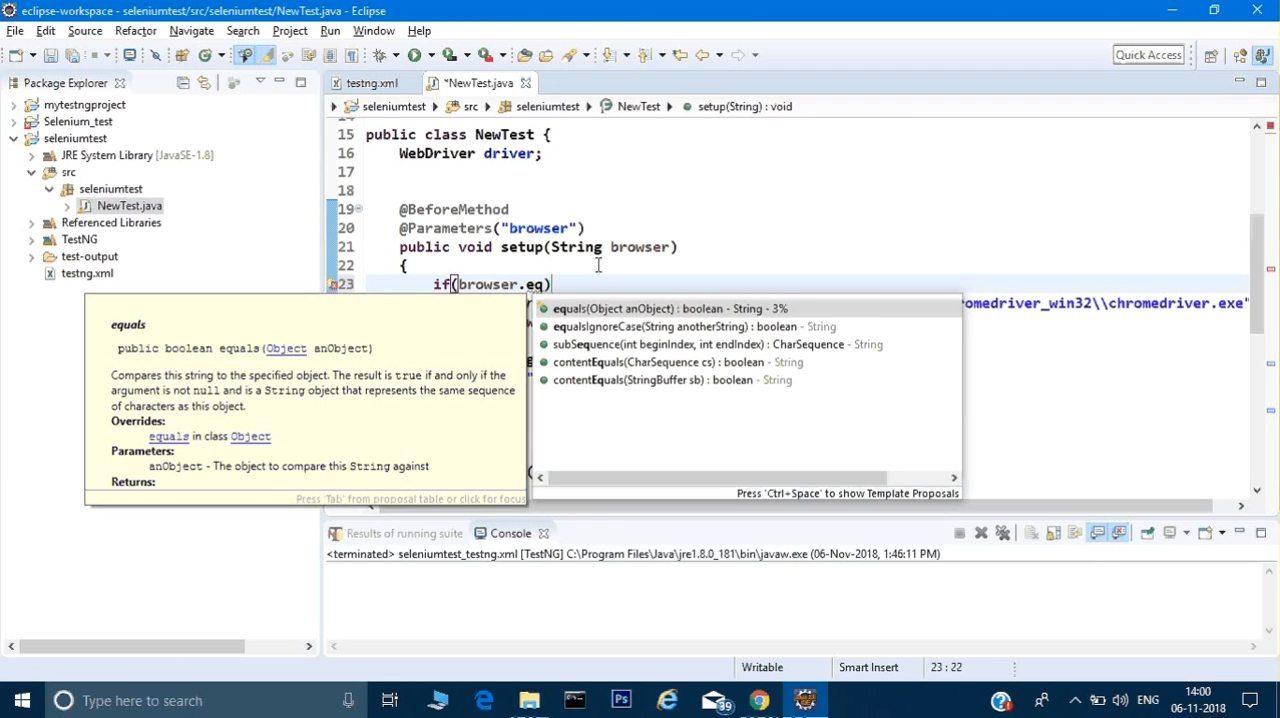 eclipse-workspace - seleniumtest/src/seleniumtest/NewTest.java - Eclipse
File Edit Source Refactor Navigate Search Project Run Window Help
Quick Access
Package Explorer
testng.xml
*NewTest.java
seleniumtest
src
seleniumtest
NewTest
setup(String) : void
mytestngproject
Selenium_test
seleniumtest
JRE System Library [JavaSE-1.8]
src
seleniumtest
NewTest.java
Referenced Libraries
TestNG
test-output
testng.xml
15 public class NewTest {
16 WebDriver driver;
17
18
19 @BeforeMethod
20 @Parameters("browser")
21 public void setup(String browser)
22 {
23 if(browser.eq)
romedriver_win32\\chromedriver.exe"
equals
public boolean equals(Object anObject)
Compares this string to the specified object. The result is true if and only if the
argument is not null and is a String object that represents the same sequence
of characters as this object.
Overrides:
equals in class Object
Parameters:
anObject - The object to compare this String against
Returns:
Press 'Tab' from proposal table or click for focus
equals(Object anObject) : boolean - String - 3%
equalsIgnoreCase(String anotherString) : boolean - String
subSequence(int beginIndex, int endIndex) : CharSequence - String
contentEquals(CharSequence cs) : boolean - String
contentEquals(StringBuffer sb) : boolean - String
Press 'Ctrl+Space' to show Template Proposals
Results of running suite
Console
<terminated> seleniumtest_testng.xml [TestNG] C:\Program Files\Java\jre1.8.0_181\bin\javaw.exe (06-Nov-2018, 1:46:11 PM)
Writable
Smart Insert
23 : 22
Type here to search
Ps
39
ENG
14:00
06-11-2018